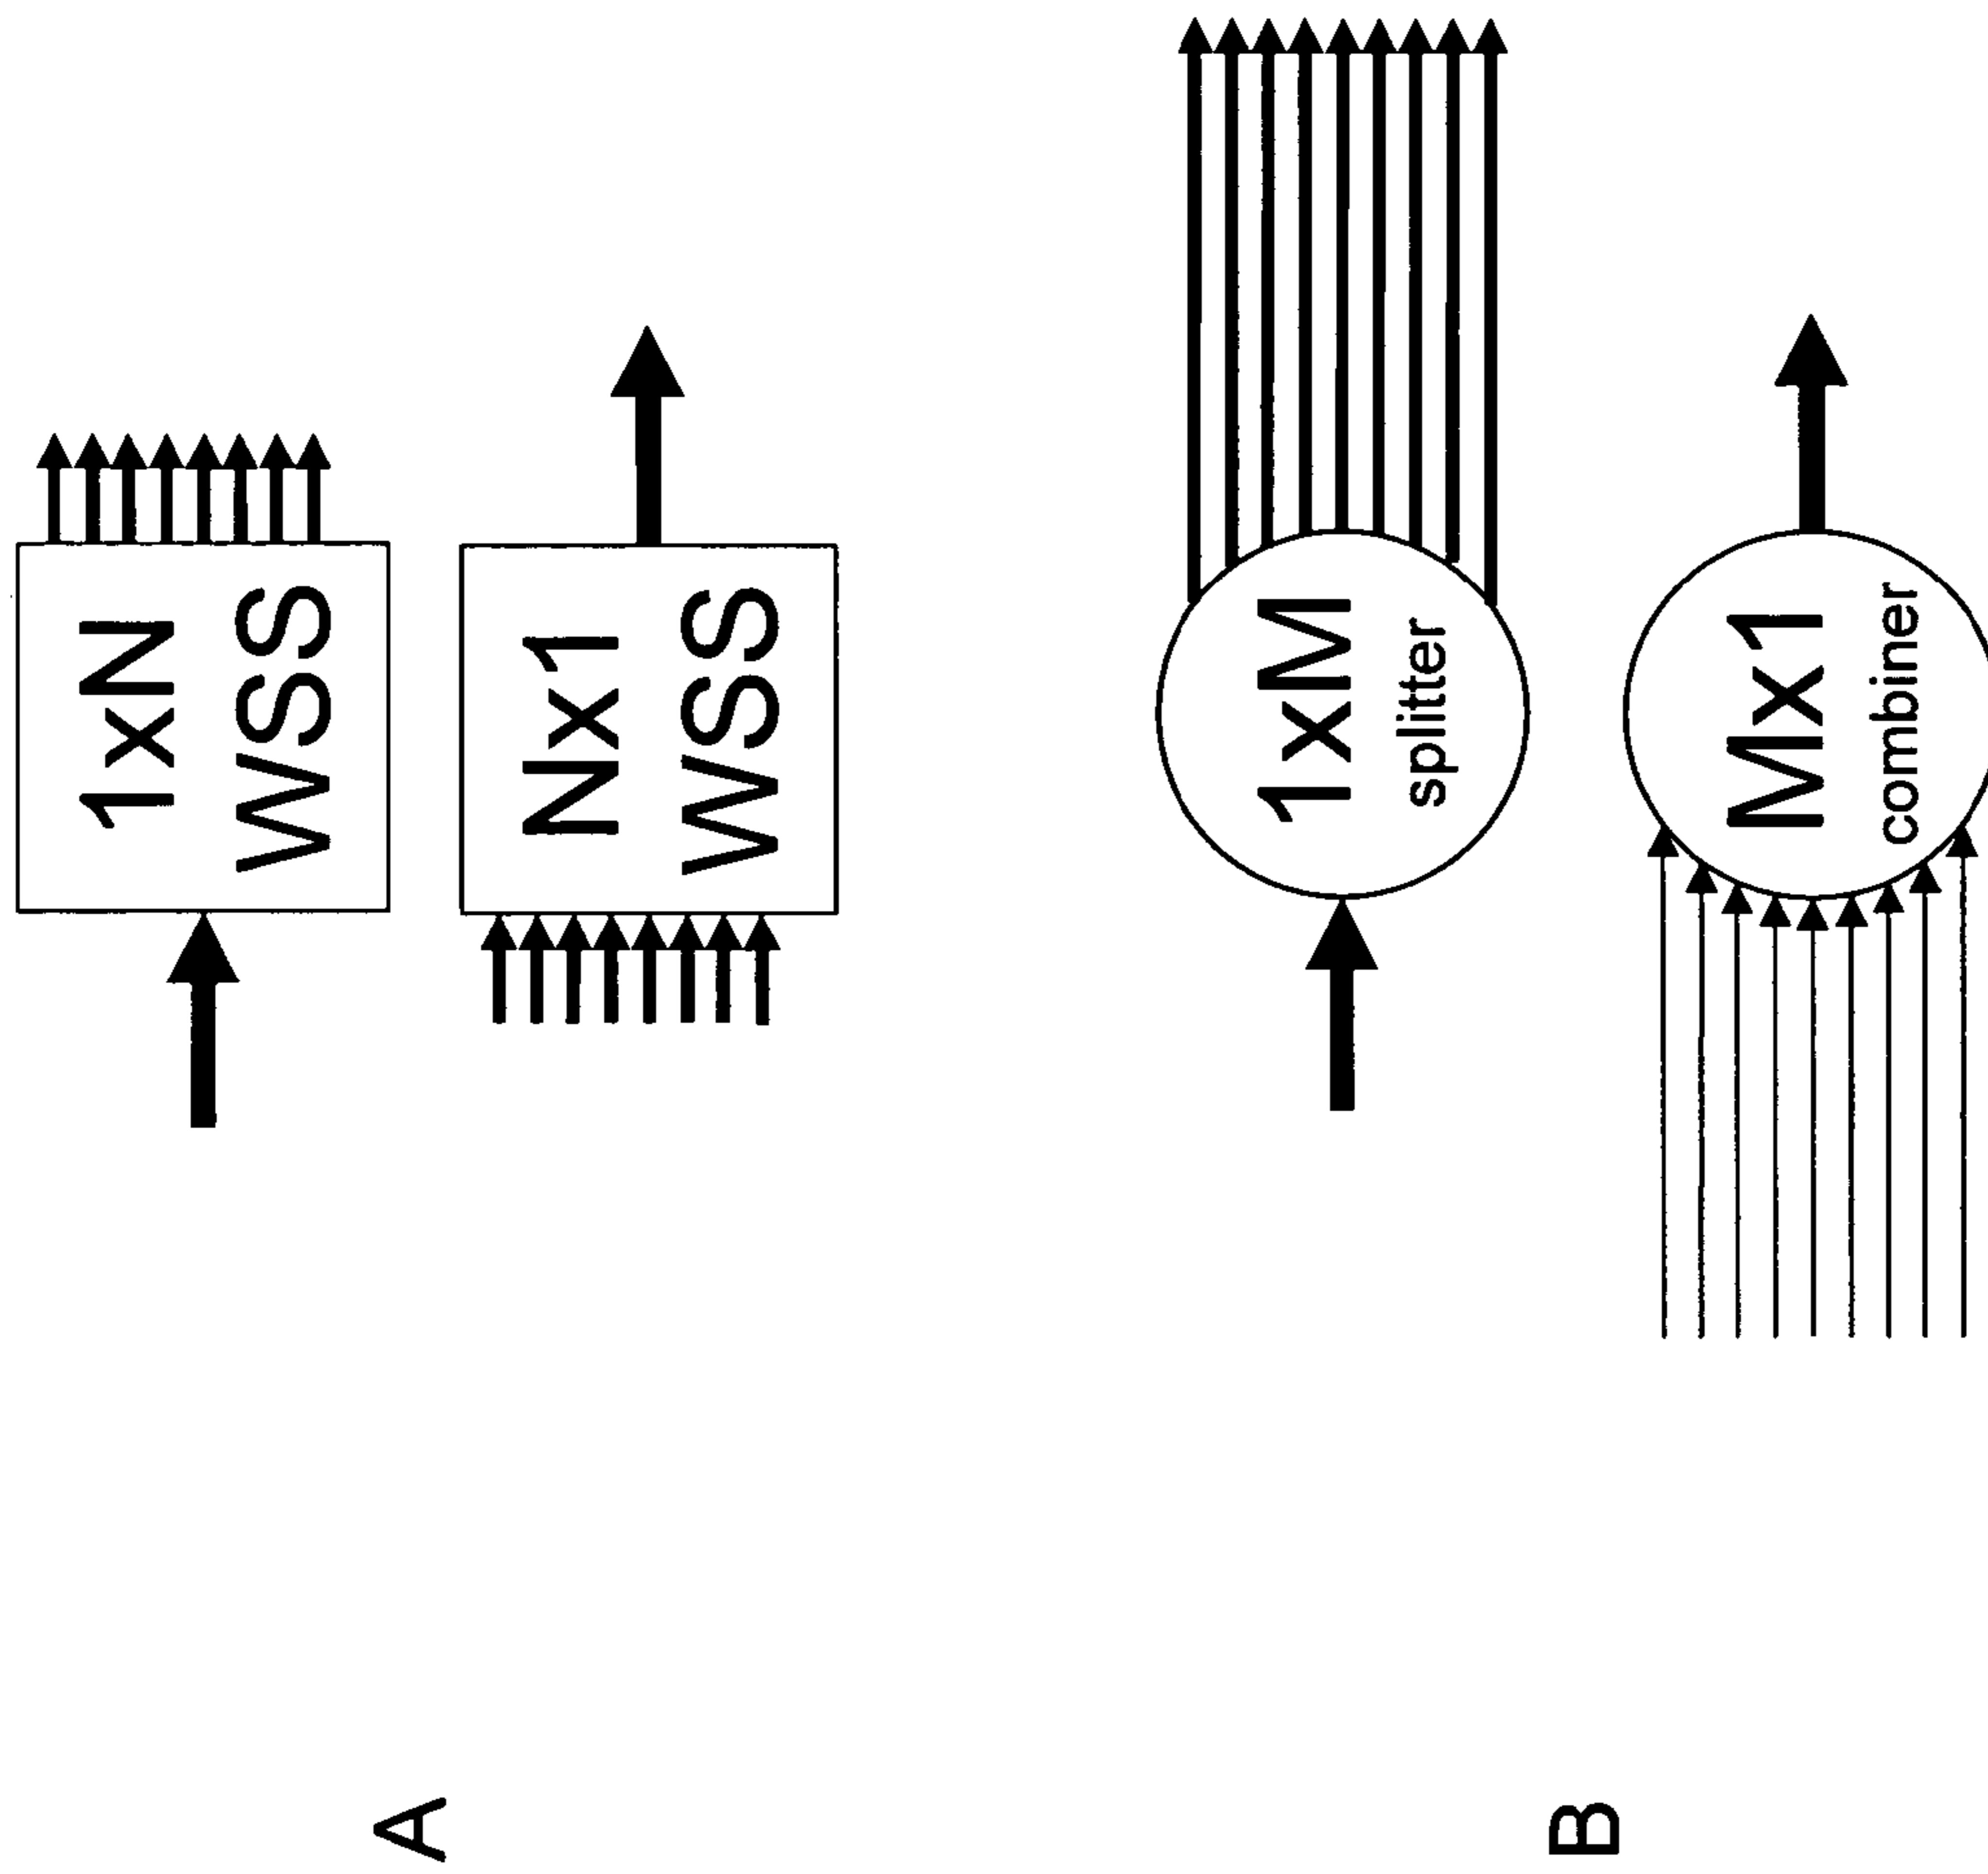 A
1xN
WSS
Nx1
WSS
B
1xM
splitter
Mx1
combiner